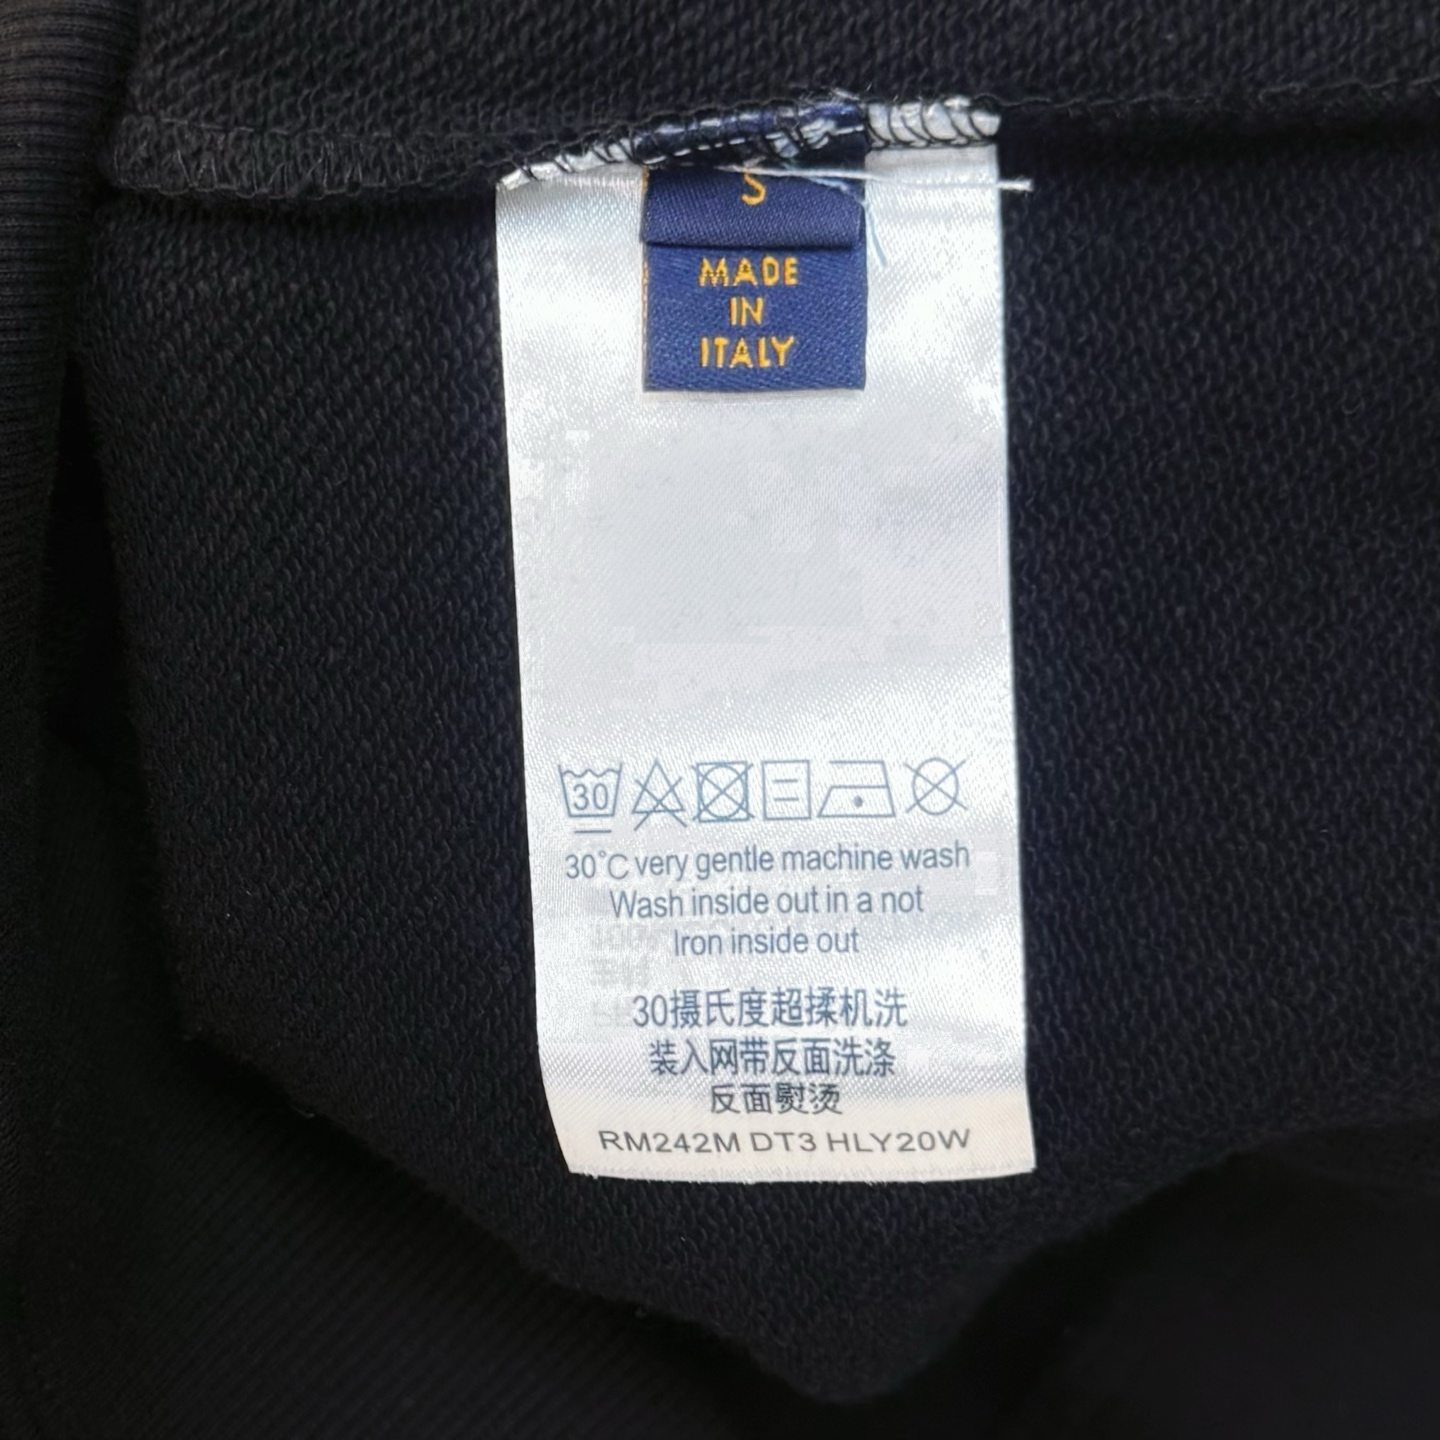 S
MADE
IN
ITALY
30
30°C very gentle machine wash
Wash inside out in a not
Iron inside out
30摄氏度超揉机洗
装入网带反面洗涤
反面熨烫
RM242M DT3 HLY20W